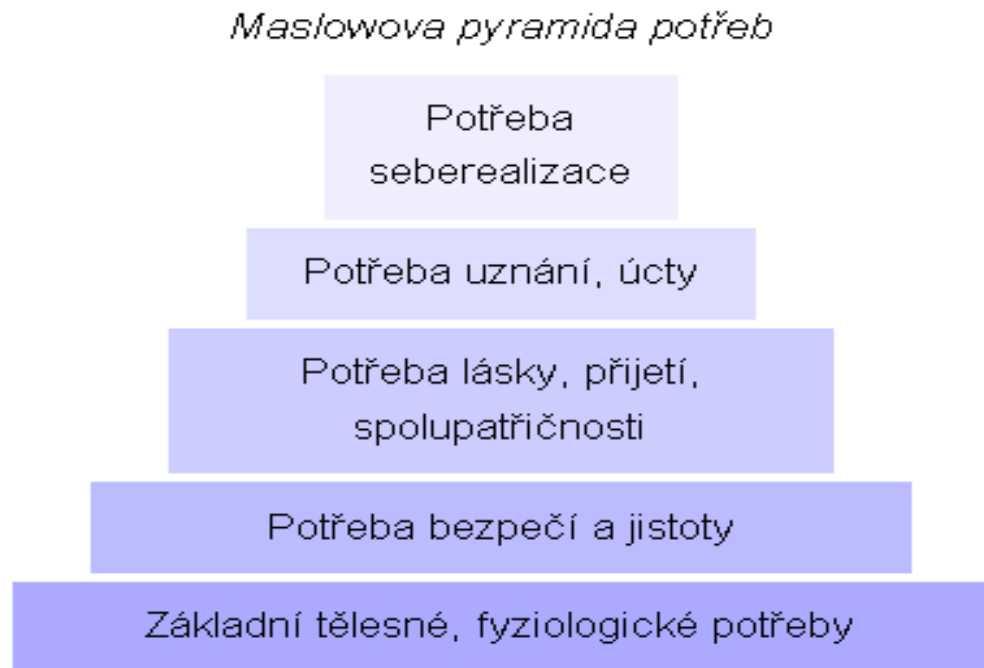 Maslowova pyramida potřeb
Potřeba
seberealizace
Potřeba uznání, úcty
Potřeba lásky, přijetí,
spolupatřičnosti
Potřeba bezpečí a jistoty
Základní tělesné, fyziologické potřeby